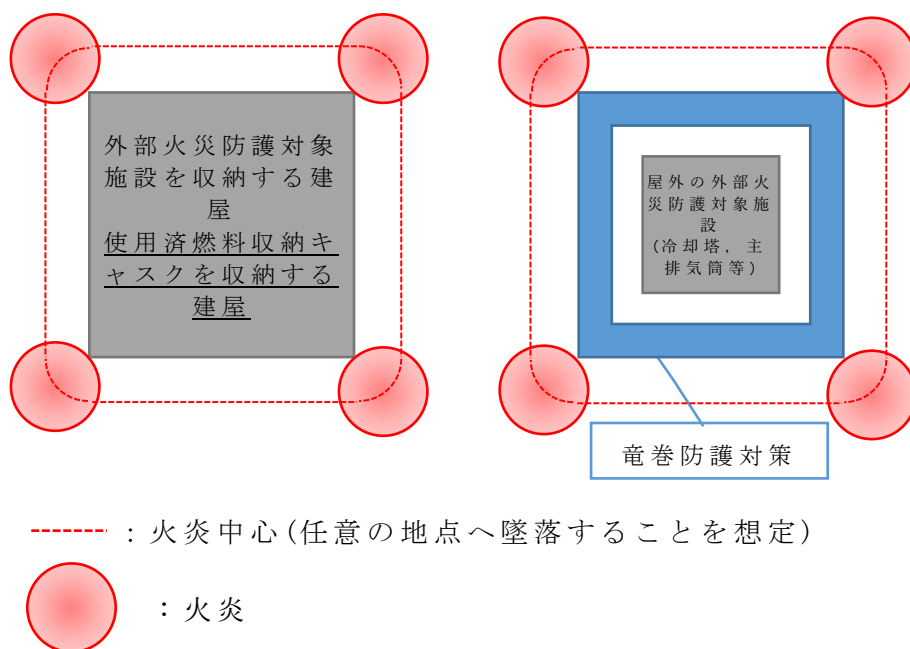 外部火災防護対象
施設を収納する建
屋
使用済燃料収納キ
ャスクを収納する
建屋
屋外の外部火
災防護対象施
設
(冷却塔，主
排気筒等)
竜巻防護対策
：火炎中心(任意の地点へ墜落することを想定)
：火炎